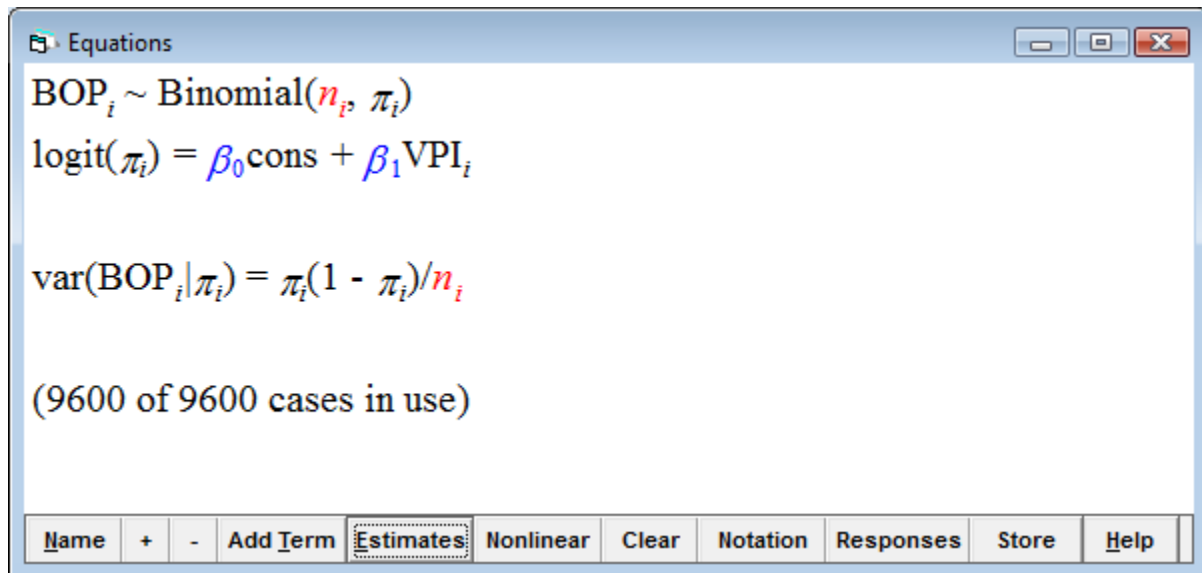 Equations
BOPᵢ ~ Binomial(nᵢ, πᵢ)
logit(πᵢ) = β₀cons + β₁VPIᵢ
var(BOPᵢ|πᵢ) = πᵢ(1 - πᵢ)/nᵢ
(9600 of 9600 cases in use)
Name + - Add Term Estimates Nonlinear Clear Notation Responses Store Help